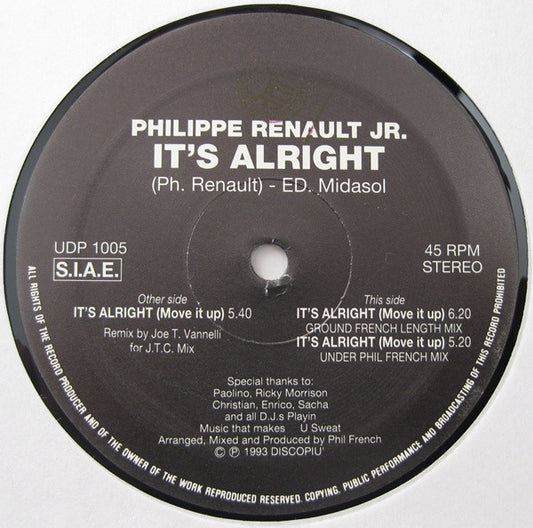 PHILIPPE RENAULT JR.
IT'S ALRIGHT
(Ph. Renault) - ED. Midasol
UDP 1005
S.I.A.E.
45 RPM
STEREO
Other side
IT'S ALRIGHT (Move it up) 5.40
Remix by Joe T. Vannelli
for J.T.C. Mix
This side
IT'S ALRIGHT (Move it up) 6.20
GROUND FRENCH LENGTH MIX
IT'S ALRIGHT (Move it up) 5.20
UNDER PHIL FRENCH MIX
Special thanks to:
Paolino, Ricky Morrison
Christian, Enrico, Sacha
and all D.J.s Playin
Music that makes U Sweat
Arranged, Mixed and Produced by Phil French
© ℗ 1993 DISCOPIU'
ALL RIGHTS OF THE RECORD PRODUCER AND OF THE OWNER OF THE WORK REPRODUCED RESERVED. COPYING, PUBLIC PERFORMANCE AND BROADCASTING OF THIS RECORD PROHIBITED